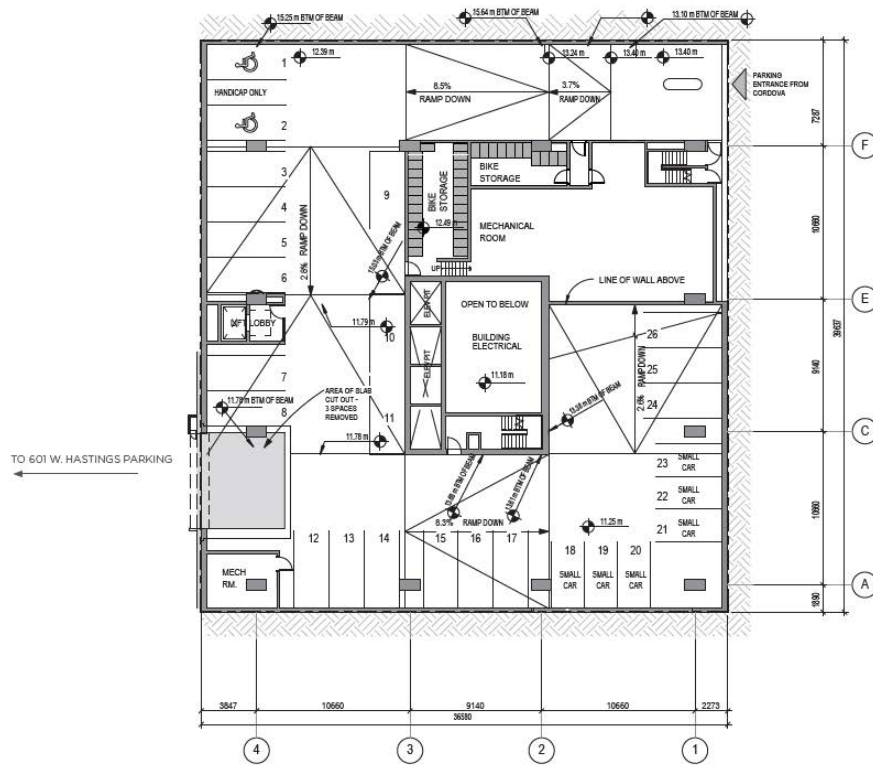 15.25 m BTM OF BEAM
15.64 m BTM OF BEAM
13.10 m BTM OF BEAM
12.39 m
13.24 m
13.40 m
13.40 m
1
HANDICAP ONLY
2
8.5%
RAMP DOWN
3.7%
RAMP DOWN
PARKING
ENTRANCE FROM
CORDOVA
7287
F
3
4
5
6
2.8% RAMP DOWN
9
BIKE
STORAGE
12.49 m
BIKE
STORAGE
MECHANICAL
ROOM
UP
LINE OF WALL ABOVE
10660
E
LIFT LOBBY
11.79 m
10
ELEV PIT
ELEV PIT
OPEN TO BELOW
BUILDING
ELECTRICAL
11.18 m
26
25
24
2.6% RAMP DOWN
9140
39637
7
8
11.78 m BTM OF BEAM
AREA OF SLAB
CUT OUT -
3 SPACES
REMOVED
11
11.78 m
C
TO 601 W. HASTINGS PARKING
23
SMALL
CAR
22
SMALL
CAR
21
SMALL
CAR
8.3%
RAMP DOWN
11.25 m
10660
12
13
14
15
16
17
18
19
20
SMALL
CAR
SMALL
CAR
SMALL
CAR
MECH
RM.
A
1890
3847
10660
9140
10660
2273
36580
4
3
2
1